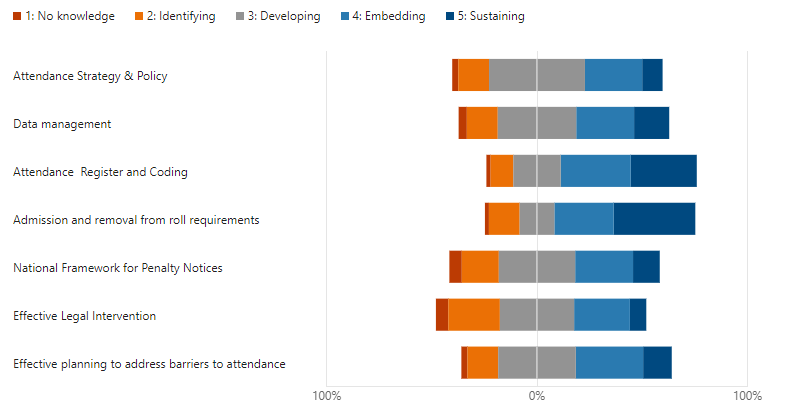 1: No knowledge 2: Identifying 3: Developing 4: Embedding 5: Sustaining
Attendance Strategy & Policy
Data management
Attendance  Register and Coding
Admission and removal from roll requirements
National Framework for Penalty Notices
Effective Legal Intervention
Effective planning to address barriers to attendance
100% 0% 100%